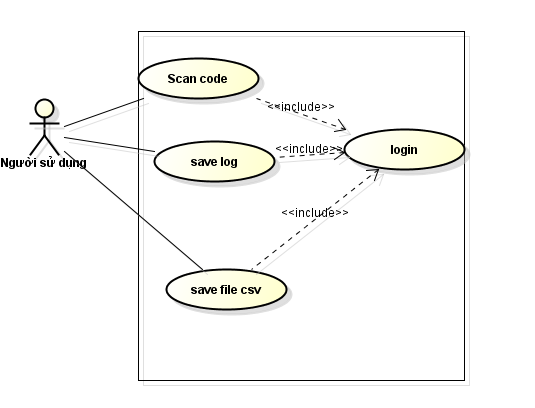 Scan code
<<include>>
save log
<<include>>
login
Người sử dụng
<<include>>
save file csv